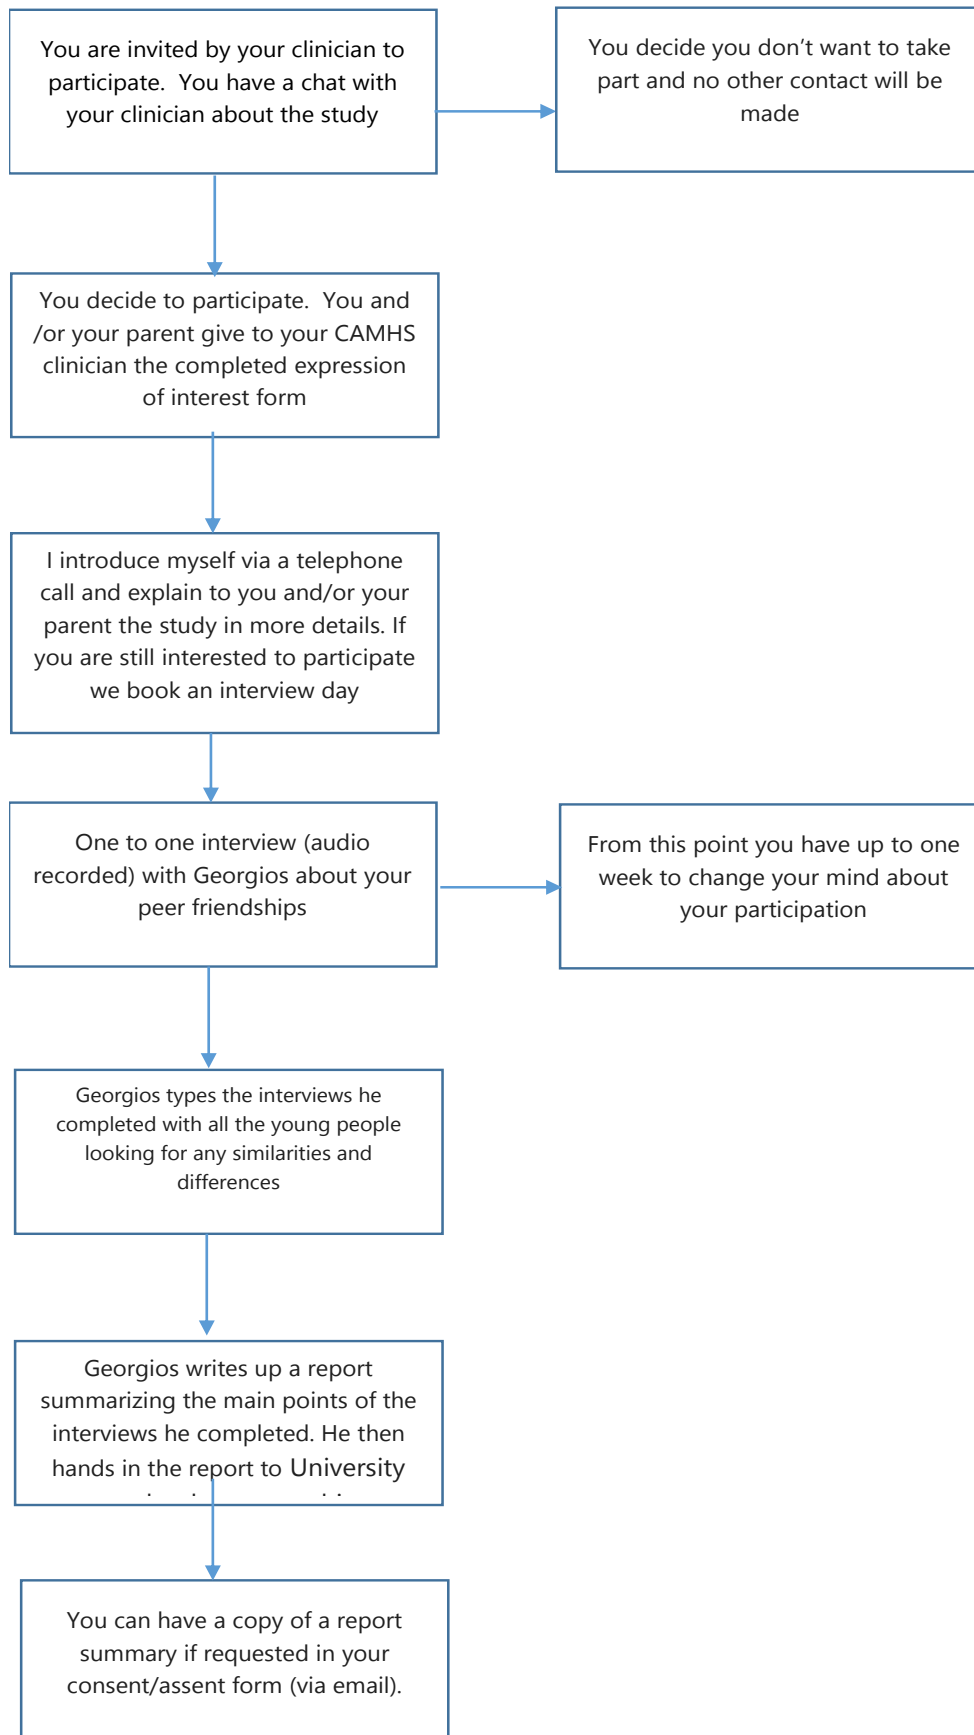 You are invited by your clinician to
participate.  You have a chat with
your clinician about the study
You decide you don’t want to take
part and no other contact will be
made
You decide to participate.  You and
/or your parent give to your CAMHS
clinician the completed expression
of interest form
I introduce myself via a telephone
call and explain to you and/or your
parent the study in more details. If
you are still interested to participate
we book an interview day
One to one interview (audio
recorded) with Georgios about your
peer friendships
From this point you have up to one
week to change your mind about
your participation
Georgios types the interviews he
completed with all the young people
looking for any similarities and
differences
Georgios writes up a report
summarizing the main points of the
interviews he completed. He then
hands in the report to University
You can have a copy of a report
summary if requested in your
consent/assent form (via email).